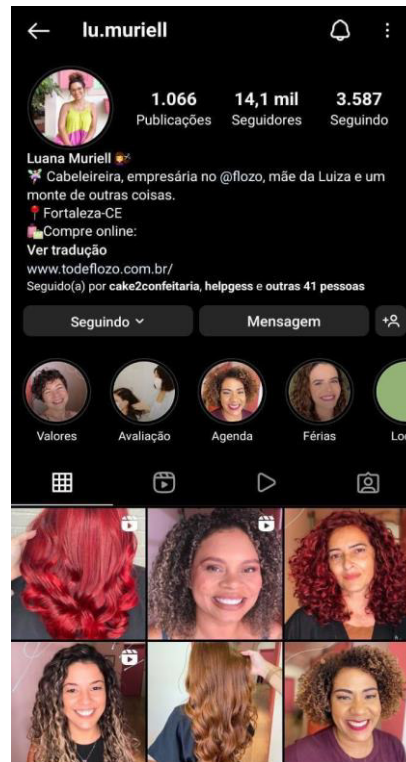 lu.muriell
1.066 14,1 mil 3.587
Publicações Seguidores Seguindo
Luana Muriell
Cabeleireira, empresária no @flozo, mãe da Luiza e um
monte de outras coisas.
Fortaleza-CE
Compre online:
Ver tradução
www.todeflozo.com.br/
Seguido(a) por cake2confeitaria, helpgess e outras 41 pessoas
Seguindo Mensagem
Valores Avaliação Agenda Férias Loc